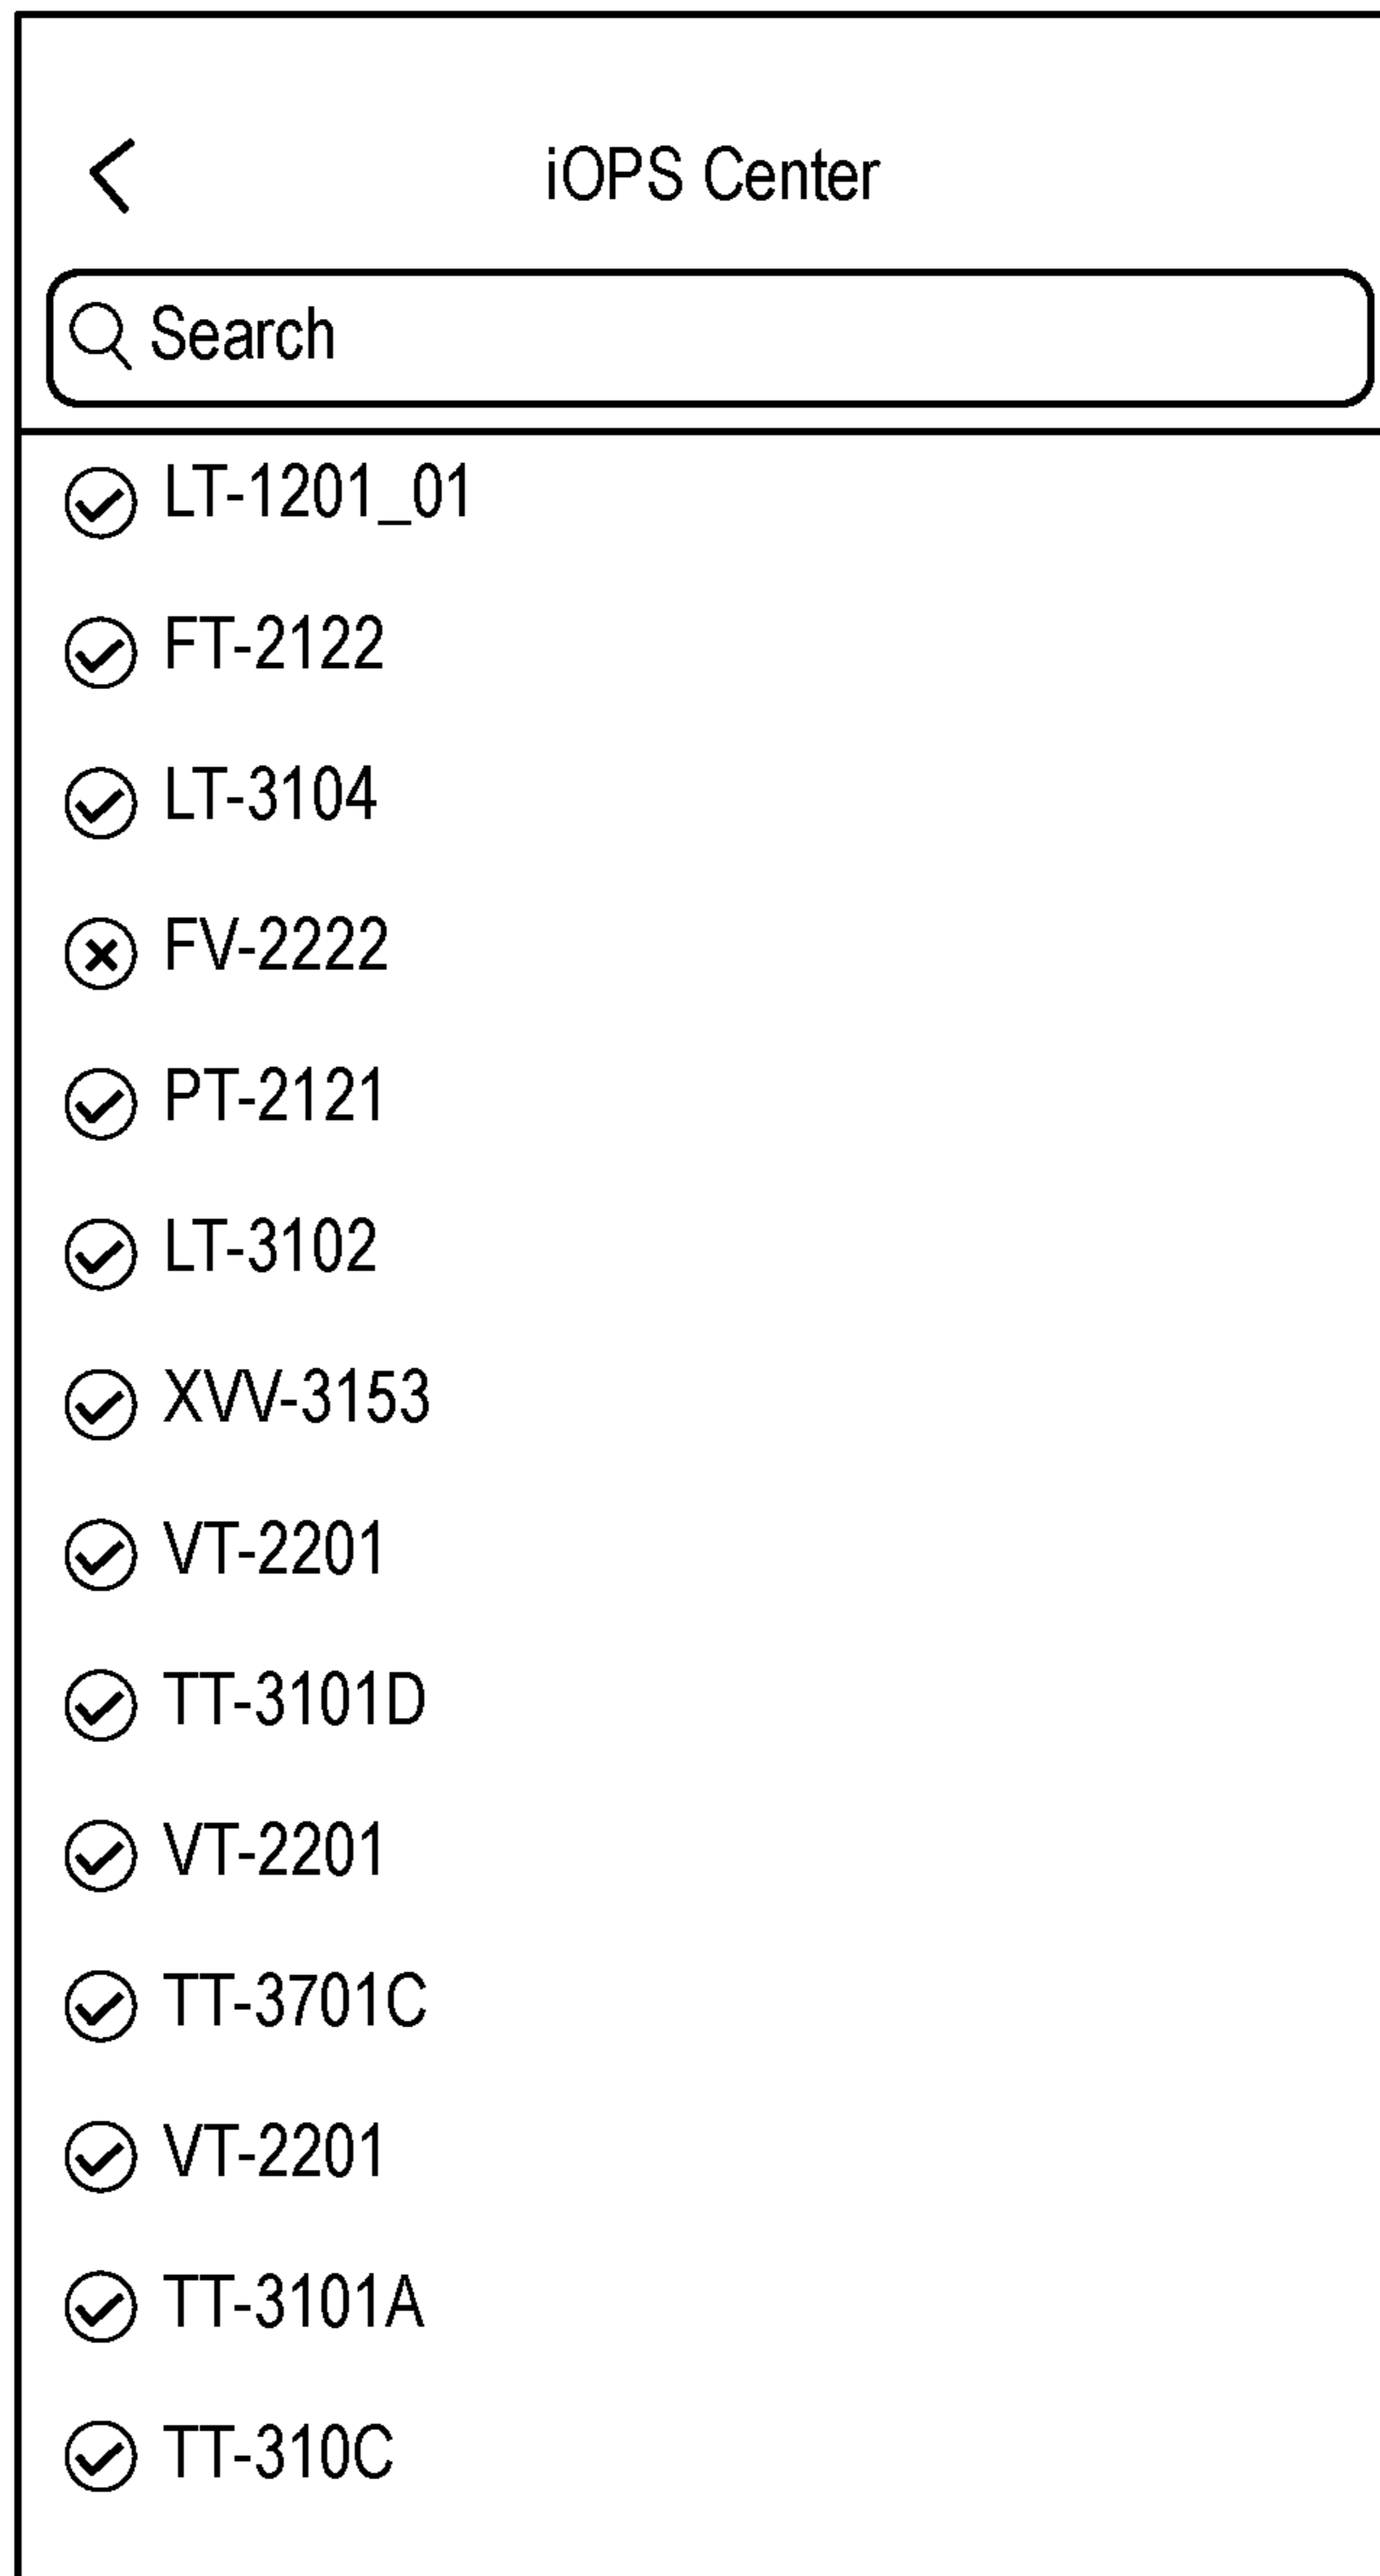 iOPS Center
Search
LT-1201_01
FT-2122
LT-3104
FV-2222
PT-2121
LT-3102
XVV-3153
VT-2201
TT-3101D
VT-2201
TT-3701C
VT-2201
TT-3101A
TT-310C